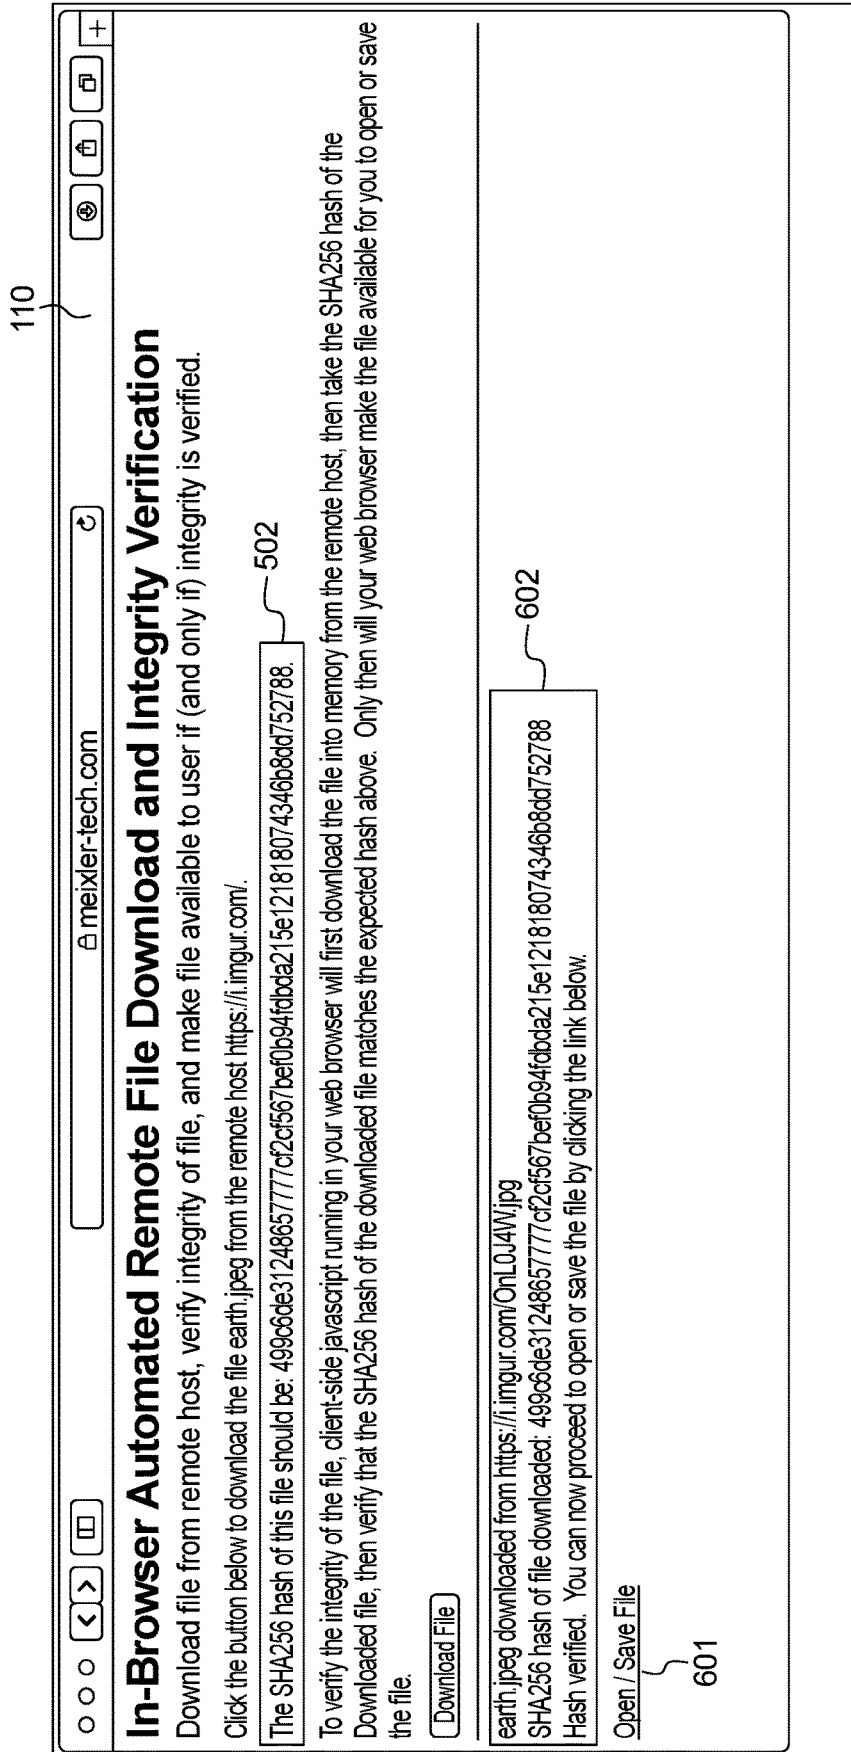 110
meixler-tech.com
In-Browser Automated Remote File Download and Integrity Verification
Download file from remote host, verify integrity of file, and make file available to user if (and only if) integrity is verified.
Click the button below to download the file earth.jpeg from the remote host https://i.imgur.com/.
The SHA256 hash of this file should be: 499c6de31248657777cf2cf567bef0b94fdbda215e121818074346b8dd752788.
502
To verify the integrity of the file, client-side javascript running in your web browser will first download the file into memory from the remote host, then take the SHA256 hash of the
Downloaded file, then verify that the SHA256 hash of the downloaded file matches the expected hash above. Only then will your web browser make the file available for you to open or save
the file.
Download File
earth.jpeg downloaded from https://i.imgur.com/OnL0J4W.jpg
SHA256 hash of file downloaded: 499c6de31248657777cf2cf567bef0b94fdbda215e121818074346b8dd752788
Hash verified. You can now proceed to open or save the file by clicking the link below.
602
Open / Save File
601